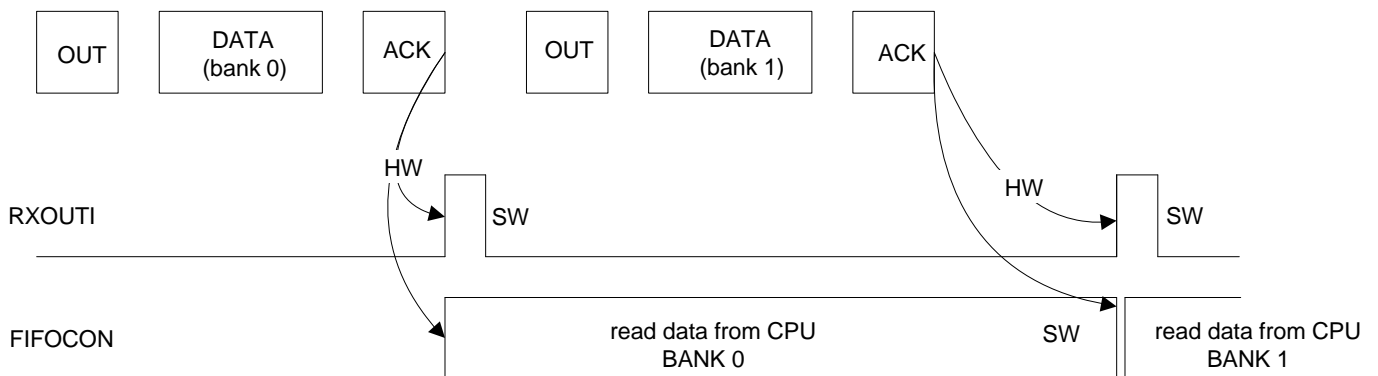 OUT
DATA
(bank 0)
ACK
OUT
DATA
(bank 1)
ACK
HW
HW
RXOUTI
SW
SW
FIFOCON
read data from CPU
BANK 0
SW
read data from CPU
BANK 1